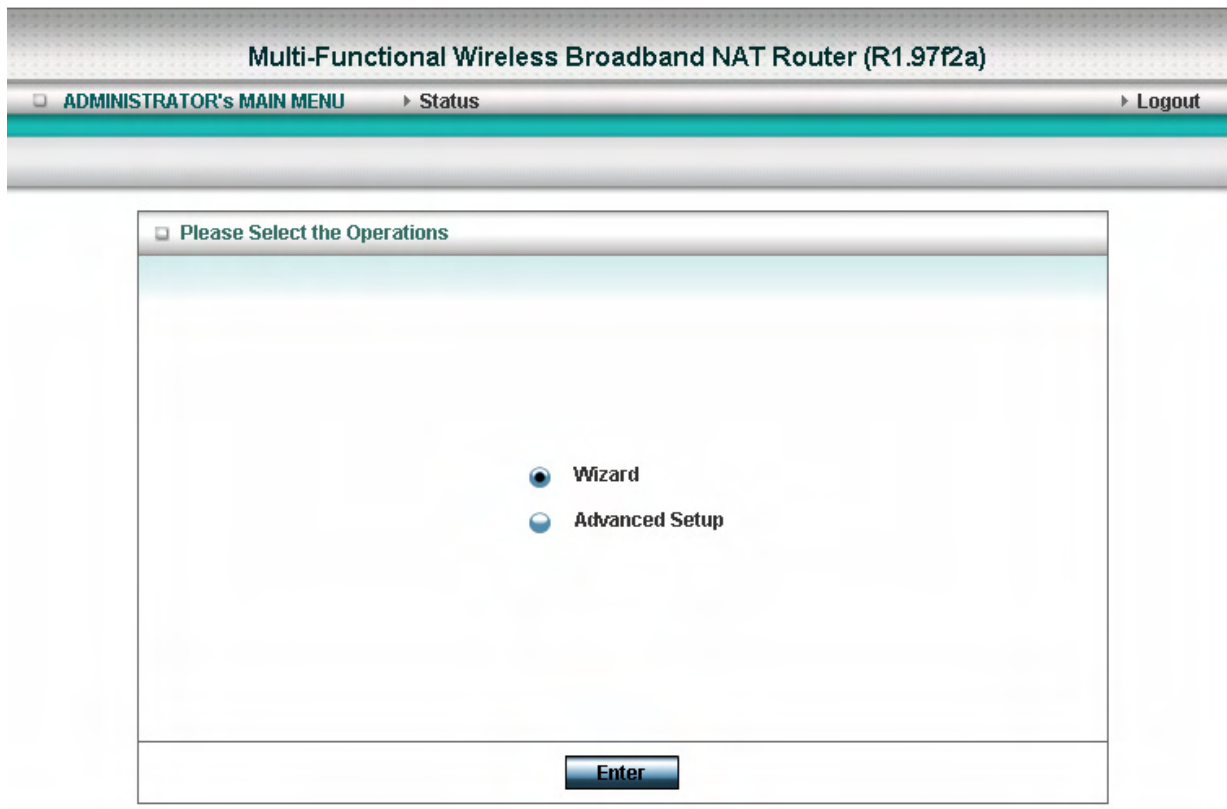 Multi-Functional Wireless Broadband NAT Router (R1.97f2a)
ADMINISTRATOR's MAIN MENU Status Logout
Please Select the Operations
Wizard
Advanced Setup
Enter